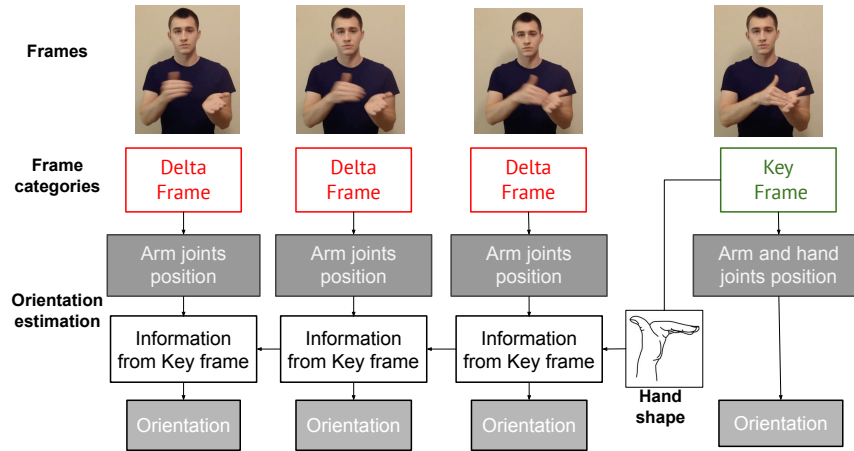 Frames
Frame
categories
Delta
Frame
Delta
Frame
Delta
Frame
Key
Frame
Arm joints
position
Arm joints
position
Arm joints
position
Arm and hand
joints position
Orientation
estimation
Information
from Key frame
Information
from Key frame
Information
from Key frame
Hand
shape
Orientation
Orientation
Orientation
Orientation